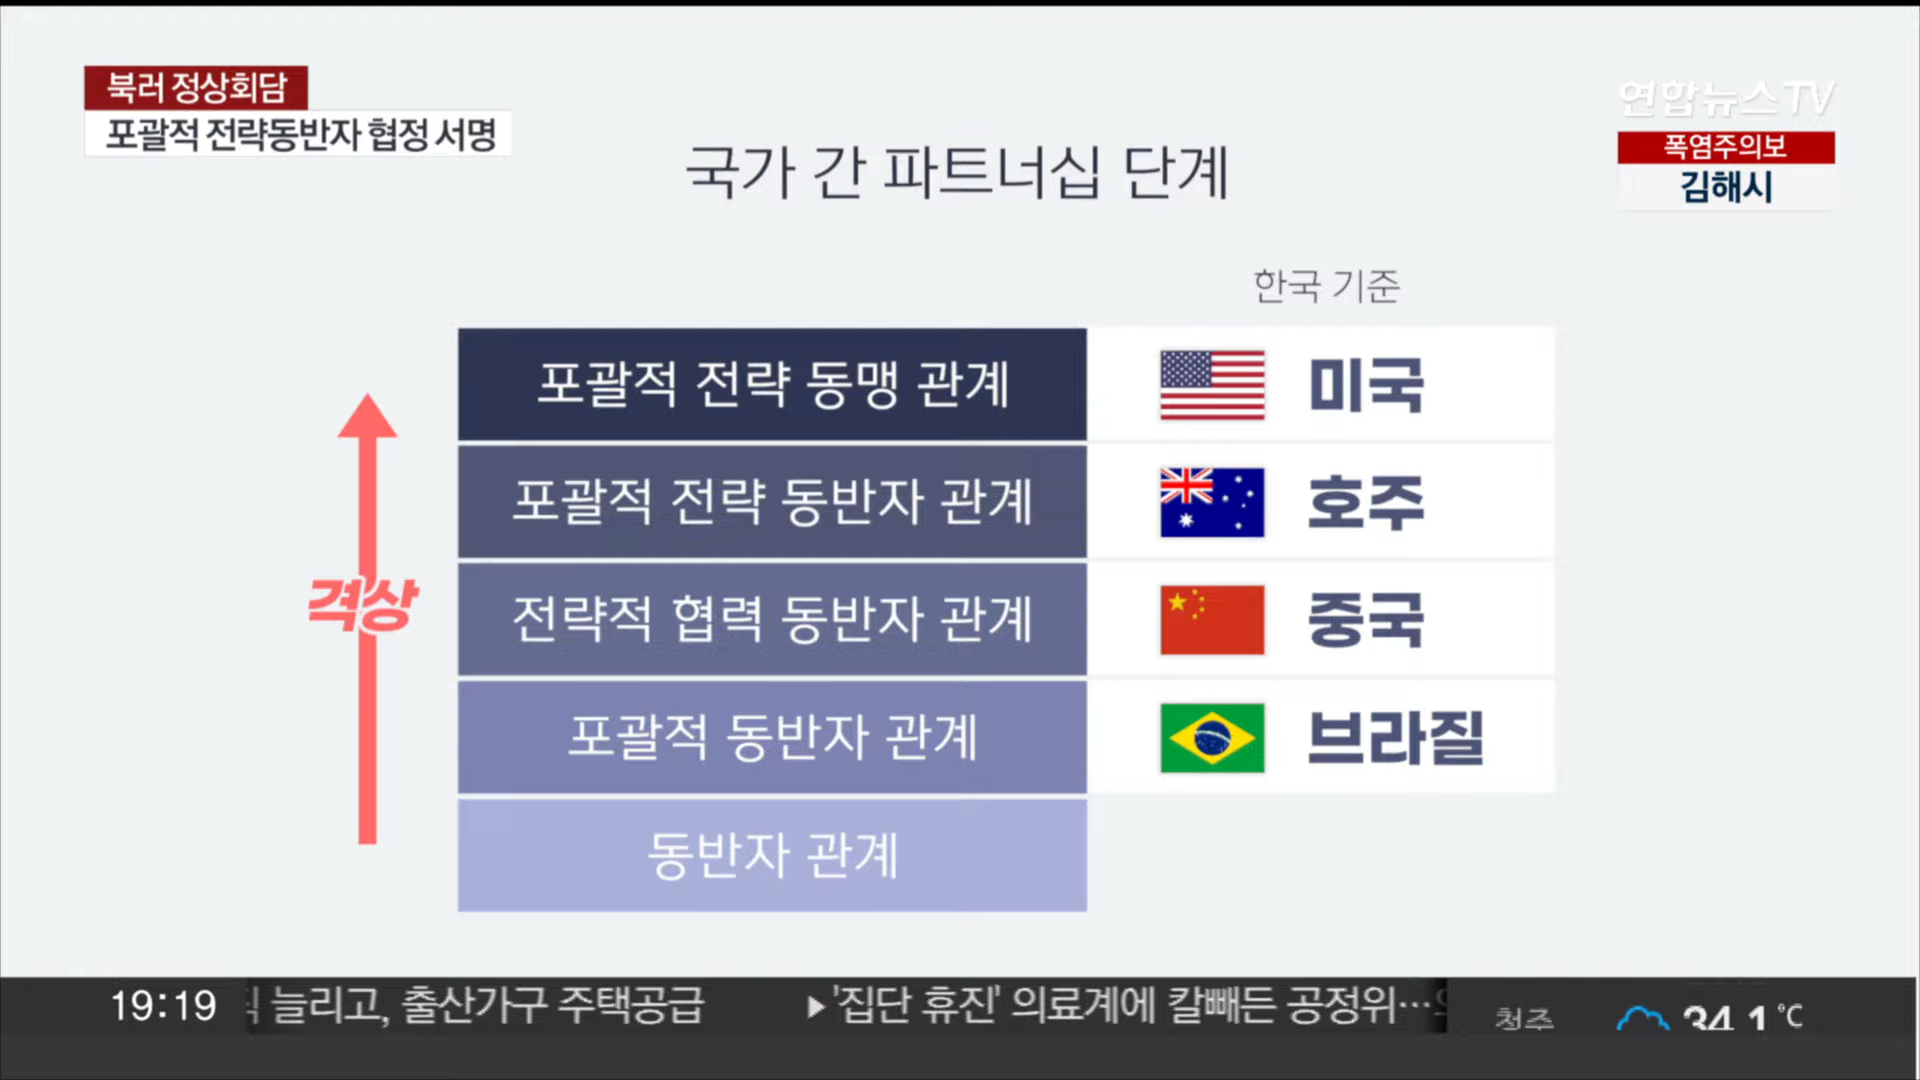 북러 정상회담
포괄적 전략동반자 협정 서명
연합뉴스TV
폭염주의보
김해시
국가 간 파트너십 단계
한국 기준
포괄적 전략 동맹 관계 미국
포괄적 전략 동반자 관계 호주
격상
전략적 협력 동반자 관계 중국
포괄적 동반자 관계 브라질
동반자 관계
19:19 늘리고, 출산가구 주택공급 ▶'집단 휴진' 의료계에 칼빼든 공정위… 청주 34.1℃